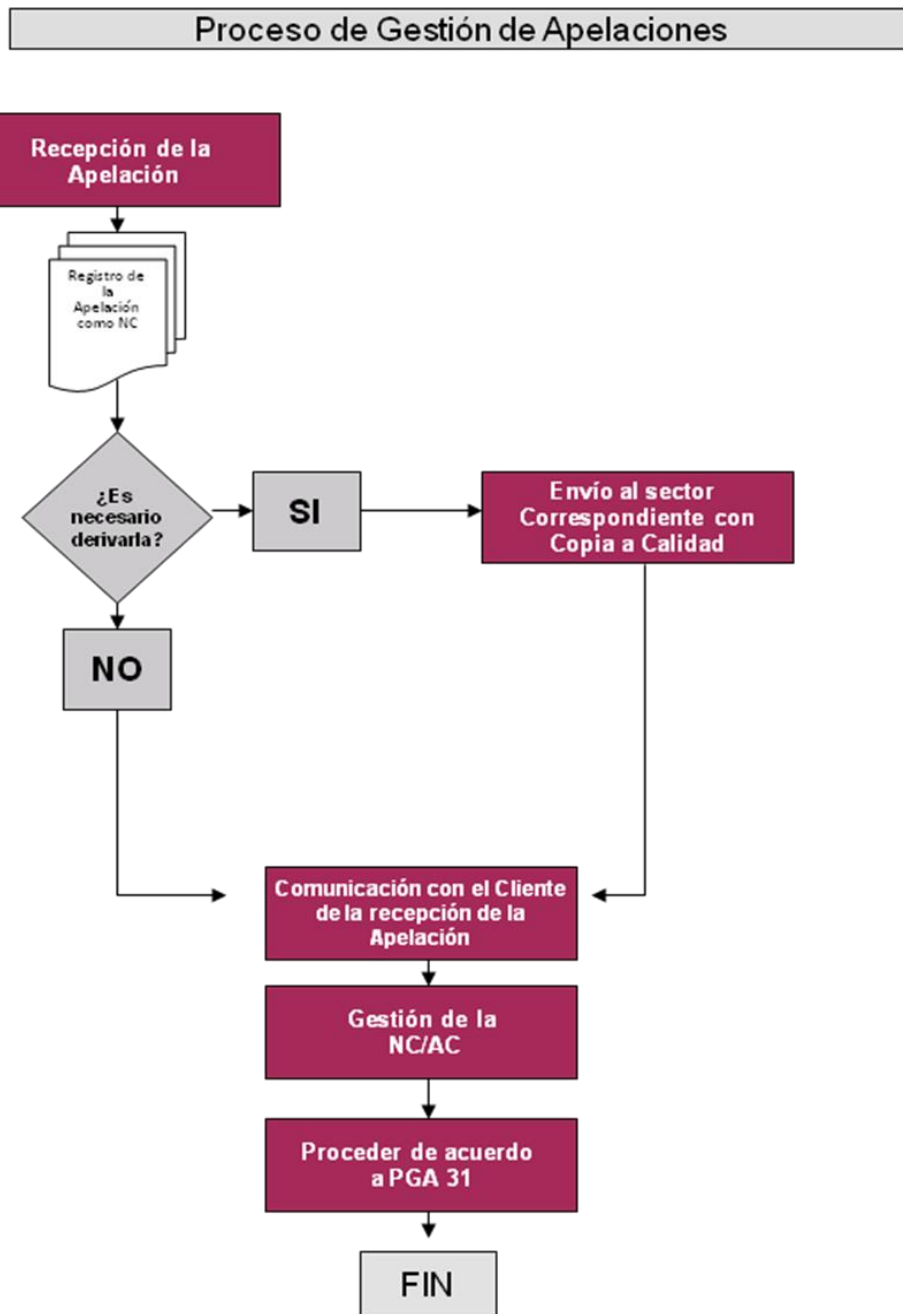 Proceso de Gestión de Apelaciones
Recepción de la
Apelación
Registro de
la
Apelación
como NC
¿Es
necesario
derivarla?
SI
Envío al sector
Correspondiente con
Copia a Calidad
NO
Comunicación con el Cliente
de la recepción de la
Apelación
Gestión de la
NC/AC
Proceder de acuerdo
a PGA 31
FIN